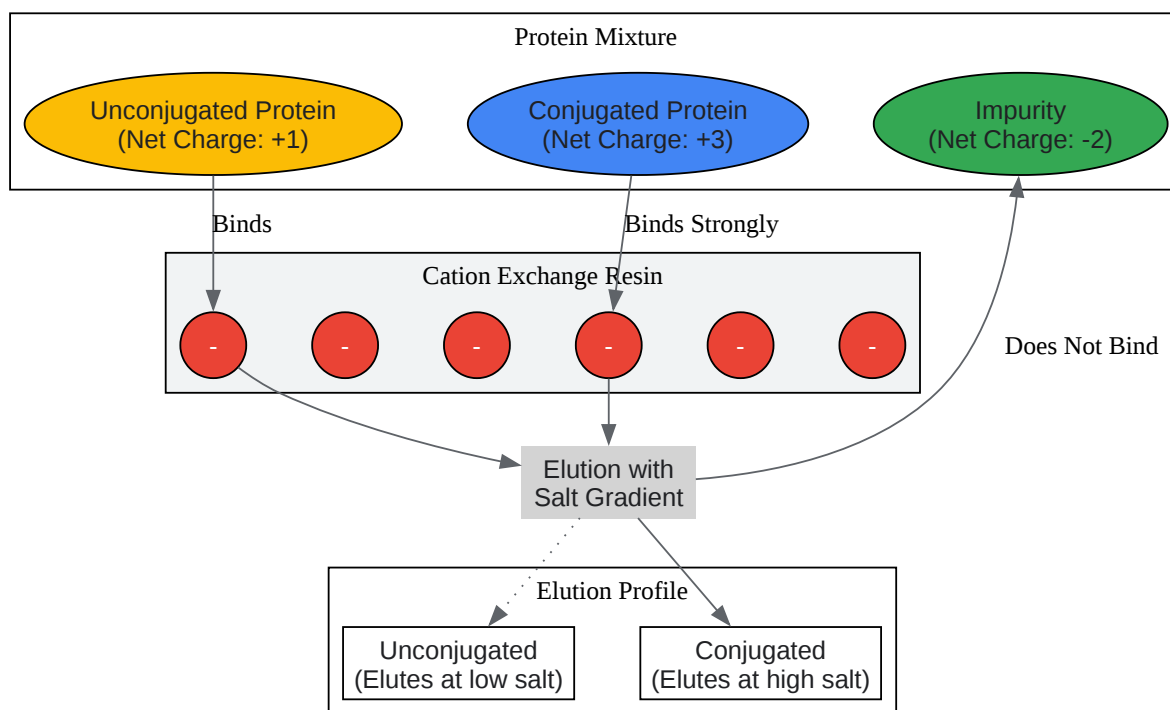 Protein Mixture
Unconjugated Protein
(Net Charge: +1)
Conjugated Protein
(Net Charge: +3)
Impurity
(Net Charge: -2)
Binds
Binds Strongly
Cation Exchange Resin
-
-
-
-
-
-
Does Not Bind
Elution with
Salt Gradient
Elution Profile
Unconjugated
(Elutes at low salt)
Conjugated
(Elutes at high salt)